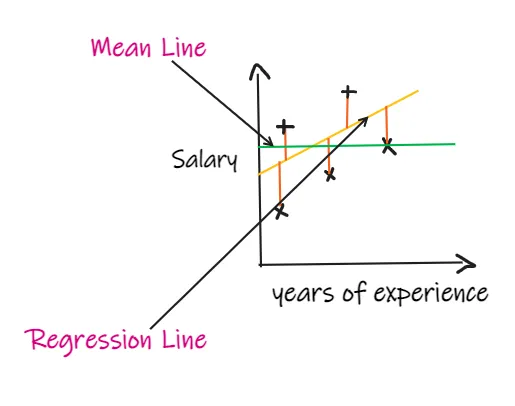 Mean Line
Salary
years of experience
Regression Line